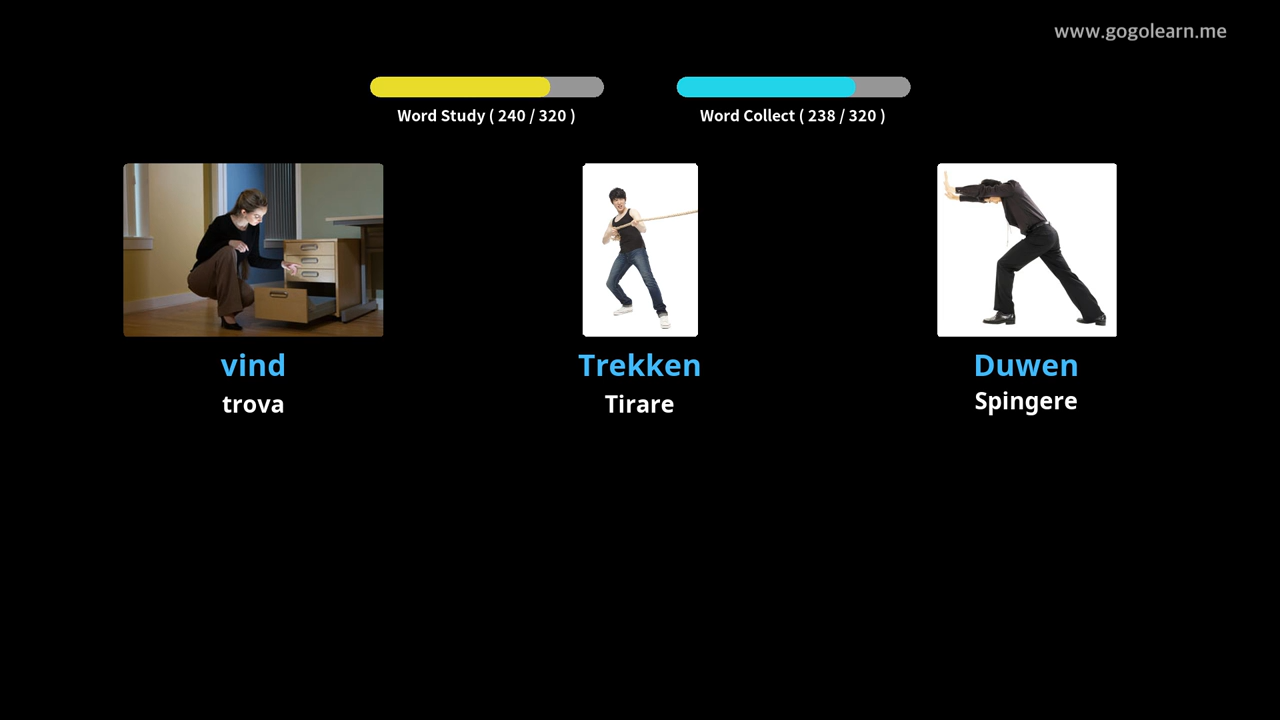 www.gogolearn.me
Word Study ( 240 / 320 )
Word Collect ( 238 / 320 )
vind
trova
Trekken
Tirare
Duwen
Spingere